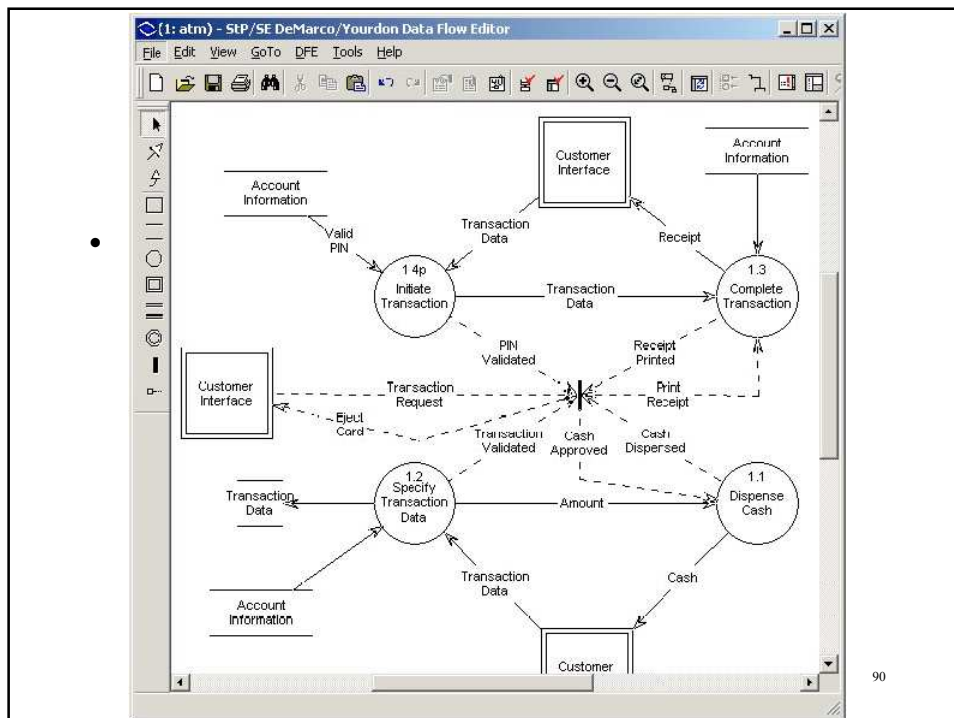 (1: atm) - StP/SE DeMarco/Yourdon Data Flow Editor
File Edit View GoTo DFE Tools Help
Customer
Interface
Account
Information
Account
Information
Valid
PIN
Transaction
Data
Receipt
1 4p
Initiate
Transaction
Transaction
Data
1.3
Complete
Transaction
PIN
Validated
Receipt
Printed
Customer
Interface
Transaction
Request
Print
Receipt
Eject
Card
Transaction
Validated
Cash
Approved
Cash
Dispensed
Transaction
Data
1.2
Specify
Transaction
Data
Amount
1.1
Dispense
Cash
Account
Information
Transaction
Data
Cash
Customer
90